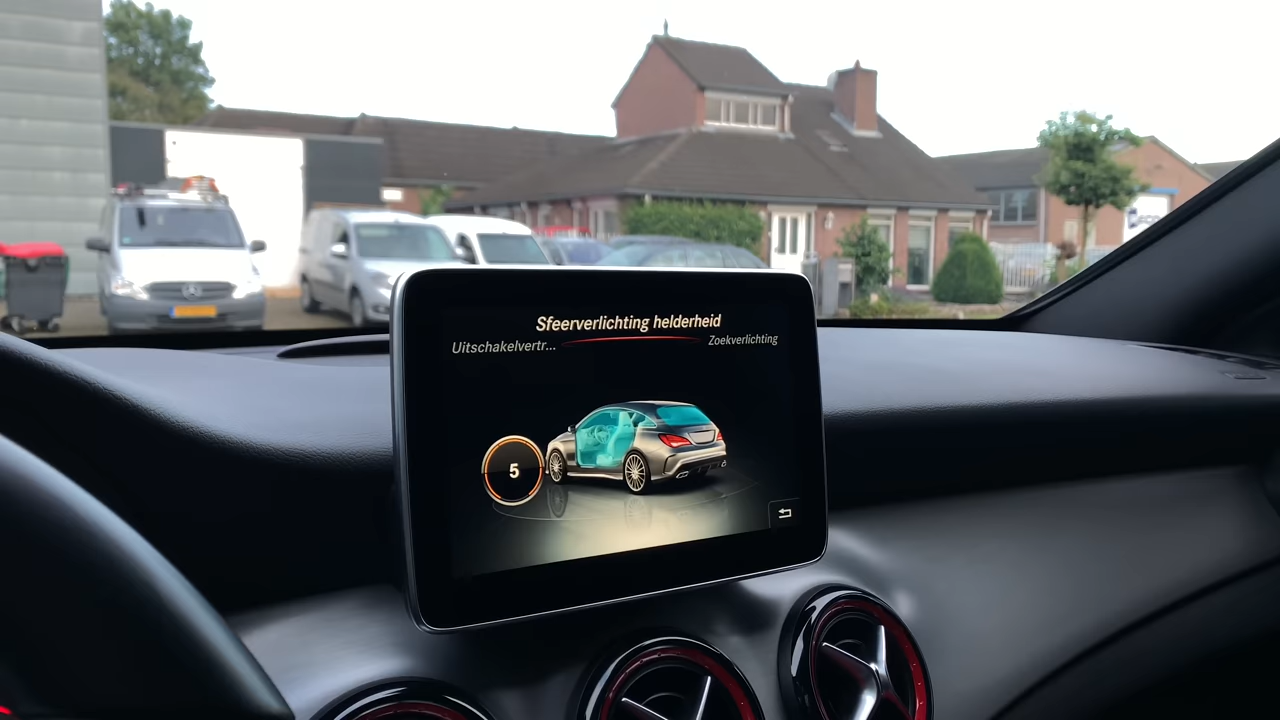 Sfeerverlichting helderheid
Uitschakelvertr...
Zoekverlichting
5